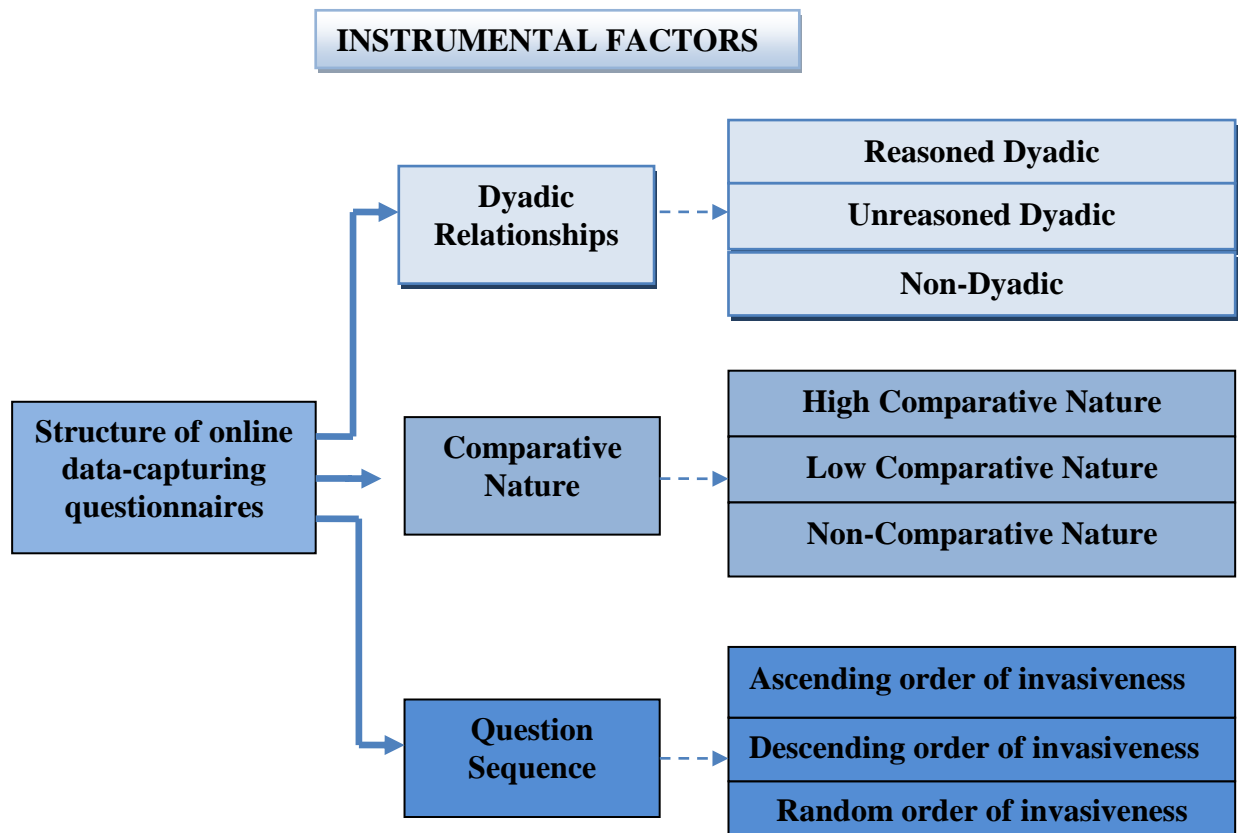 INSTRUMENTAL FACTORS
Dyadic
Relationships
Reasoned Dyadic
Unreasoned Dyadic
Non-Dyadic
Structure of online
data-capturing
questionnaires
Comparative
Nature
High Comparative Nature
Low Comparative Nature
Non-Comparative Nature
Question
Sequence
Ascending order of invasiveness
Descending order of invasiveness
Random order of invasiveness